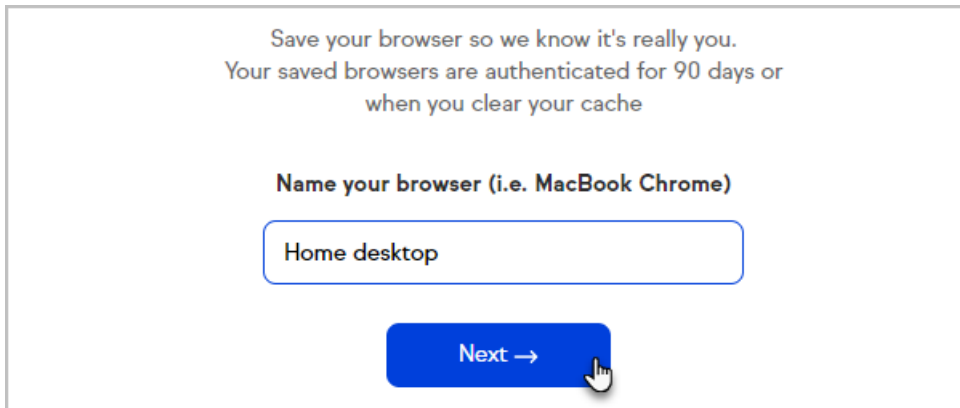 Save your browser so we know it's really you.
Your saved browsers are authenticated for 90 days or
when you clear your cache
Name your browser (i.e. MacBook Chrome)
Home desktop
Next →